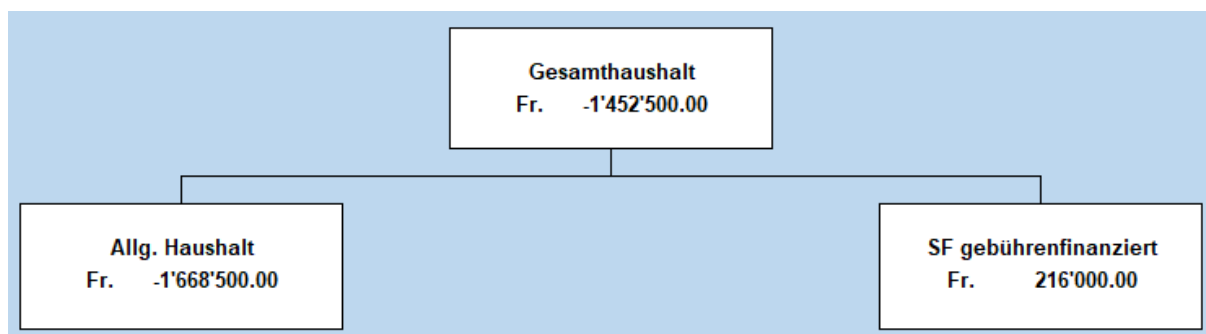 Gesamthaushalt
Fr. -1'452'500.00
Allg. Haushalt
Fr. -1'668'500.00
SF gebührenfinanziert
Fr. 216'000.00